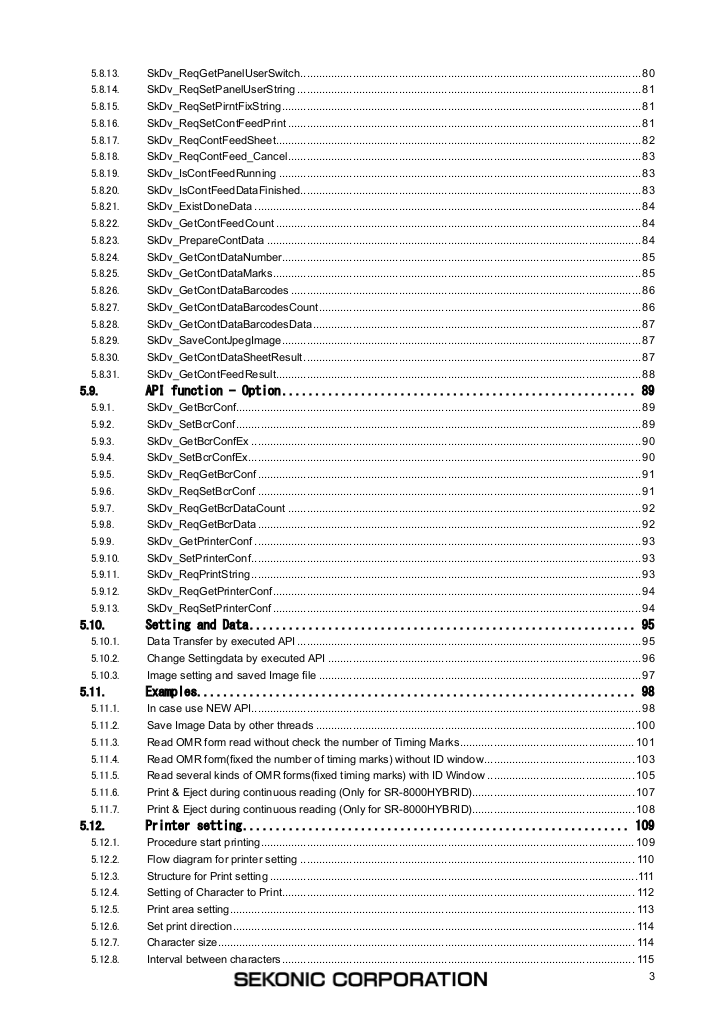 5.8.13. SkDv_ReqGetPanelUserSwitch 80
5.8.14. SkDv_ReqSetPanelUserString 81
5.8.15. SkDv_ReqSetPirntFixString 81
5.8.16. SkDv_ReqSetContFeedPrint 81
5.8.17. SkDv_ReqContFeedSheet 82
5.8.18. SkDv_ReqContFeed_Cancel 83
5.8.19. SkDv_IsContFeedRunning 83
5.8.20. SkDv_IsContFeedDataFinished 83
5.8.21. SkDv_ExistDoneData 84
5.8.22. SkDv_GetContFeedCount 84
5.8.23. SkDv_PrepareContData 84
5.8.24. SkDv_GetContDataNumber 85
5.8.25. SkDv_GetContDataMarks 85
5.8.26. SkDv_GetContDataBarcodes 86
5.8.27. SkDv_GetContDataBarcodesCount 86
5.8.28. SkDv_GetContDataBarcodesData 87
5.8.29. SkDv_SaveContJpegImage 87
5.8.30. SkDv_GetContDataSheetResult 87
5.8.31. SkDv_GetContFeedResult 88
5.9. API function - Option 89
5.9.1. SkDv_GetBcrConf 89
5.9.2. SkDv_SetBcrConf 89
5.9.3. SkDv_GetBcrConfEx 90
5.9.4. SkDv_SetBcrConfEx 90
5.9.5. SkDv_ReqGetBcrConf 91
5.9.6. SkDv_ReqSetBcrConf 91
5.9.7. SkDv_ReqGetBcrDataCount 92
5.9.8. SkDv_ReqGetBcrData 92
5.9.9. SkDv_GetPrinterConf 93
5.9.10. SkDv_SetPrinterConf 93
5.9.11. SkDv_ReqPrintString 93
5.9.12. SkDv_ReqGetPrinterConf 94
5.9.13. SkDv_ReqSetPrinterConf 94
5.10. Setting and Data 95
5.10.1. Data Transfer by executed API 95
5.10.2. Change Settingdata by executed API 96
5.10.3. Image setting and saved Image file 97
5.11. Examples 98
5.11.1. In case use NEW API 98
5.11.2. Save Image Data by other threads 100
5.11.3. Read OMR form read without check the number of Timing Marks 101
5.11.4. Read OMR form(fixed the number of timing marks) without ID window 103
5.11.5. Read several kinds of OMR forms(fixed timing marks) with ID Window 105
5.11.6. Print & Eject during continuous reading (Only for SR-8000HYBRID) 107
5.11.7. Print & Eject during continuous reading (Only for SR-8000HYBRID) 108
5.12. Printer setting 109
5.12.1. Procedure start printing 109
5.12.2. Flow diagram for printer setting 110
5.12.3. Structure for Print setting 111
5.12.4. Setting of Character to Print 112
5.12.5. Print area setting 113
5.12.6. Set print direction 114
5.12.7. Character size 114
5.12.8. Interval between characters 115
SEKONIC CORPORATION 3